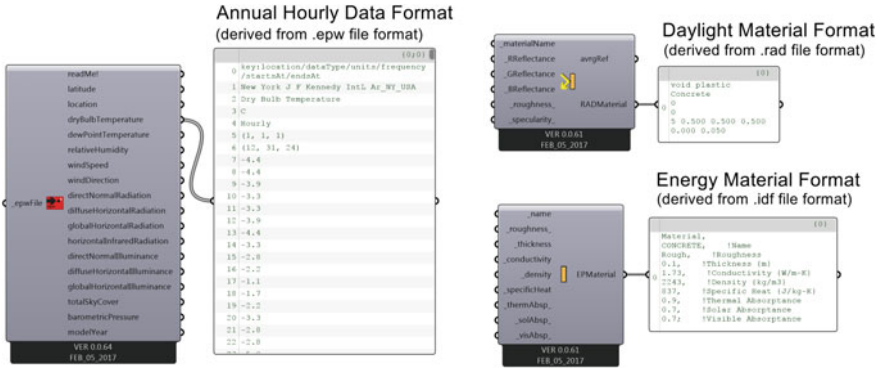 Annual Hourly Data Format
(derived from .epw file format)
_epwFile
readMe!
latitude
location
dryBulbTemperature
dewPointTemperature
relativeHumidity
windSpeed
windDirection
directNormalRadiation
diffuseHorizontalRadiation
globalHorizontalRadiation
horizontalInfraredRadiation
directNormalIlluminance
diffuseHorizontalIlluminance
globalHorizontalIlluminance
totalSkyCover
barometricPressure
modelYear
VER 0.0.64
FEB_05_2017
{0;0}
0 key:location/dataType/units/frequency
/startsAt/endsAt
1 New York J F Kennedy IntL Ar_NY_USA
2 Dry Bulb Temperature
3 C
4 Hourly
5 (1, 1, 1)
6 (12, 31, 24)
7 -4.4
8 -4.4
9 -3.9
10 -3.3
11 -3.3
12 -3.9
13 -4.4
14 -3.3
15 -2.8
16 -2.2
17 -1.1
18 -1.7
19 -2.2
20 -3.3
21 -2.8
22 -2.8
Daylight Material Format
(derived from .rad file format)
_materialName
_RReflectance
_GReflectance
_BReflectance
_roughness_
_specularity_
avrgRef
RADMaterial
VER 0.0.61
FEB_05_2017
{0}
0
void plastic
Concrete
0
0
5 0.500 0.500 0.500
0.000 0.050
Energy Material Format
(derived from .idf file format)
_name
_roughness_
_thickness
_conductivity
_density
_specificHeat
_thermAbsp_
_solAbsp_
_visAbsp_
EPMaterial
VER 0.0.61
FEB_05_2017
{0}
0
Material,
CONCRETE, !Name
Rough, !Roughness
0.1, !Thickness {m}
1.73, !Conductivity {W/m-K}
2243, !Density {kg/m3}
837, !Specific Heat {J/kg-K}
0.9, !Thermal Absorptance
0.7, !Solar Absorptance
0.7; !Visible Absorptance